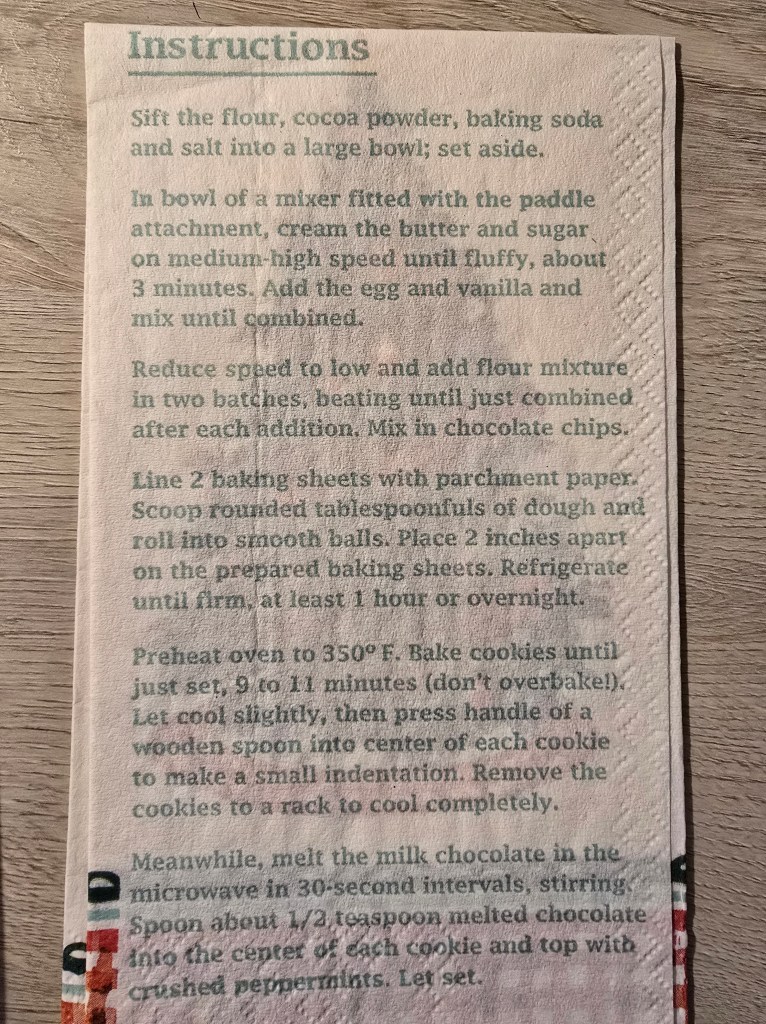 Instructions
Sift the flour, cocoa powder, baking soda
and salt into a large bowl; set aside.
In bowl of a mixer fitted with the paddle
attachment, cream the butter and sugar
on medium-high speed until fluffy, about
3 minutes. Add the egg and vanilla and
mix until combined.
Reduce speed to low and add flour mixture
in two batches, beating until just combined
after each addition. Mix in chocolate chips.
Line 2 baking sheets with parchment paper.
Scoop rounded tablespoonfuls of dough and
roll into smooth balls. Place 2 inches apart
on the prepared baking sheets. Refrigerate
until firm, at least 1 hour or overnight.
Preheat oven to 350° F. Bake cookies until
just set, 9 to 11 minutes (don't overbake!).
Let cool slightly, then press handle of a
wooden spoon into center of each cookie
to make a small indentation. Remove the
cookies to a rack to cool completely.
Meanwhile, melt the milk chocolate in the
microwave in 30-second intervals, stirring.
Spoon about 1/2 teaspoon melted chocolate
into the center of each cookie and top with
crushed peppermints. Let set.